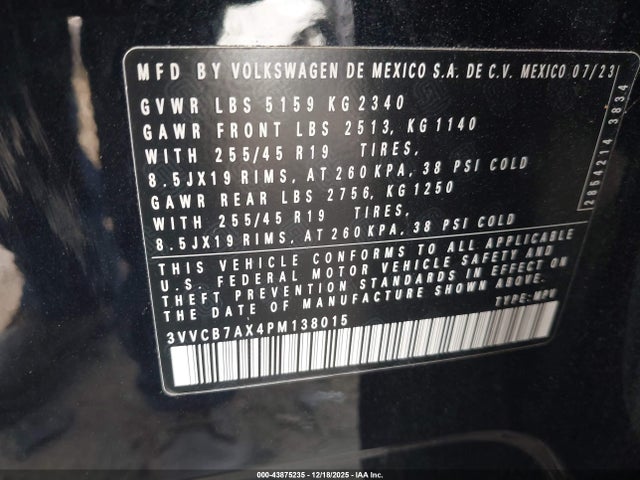 MFD BY VOLKSWAGEN DE MEXICO S.A. DE C.V. MEXICO 07/23
GVWR LBS 5159 KG 2340
GAWR FRONT LBS 2513, KG 1140
WITH 255/45 R19 TIRES,
8.5JX19 RIMS, AT 260 KPA, 38 PSI COLD
GAWR REAR LBS 2756, KG 1250
WITH 255/45 R19 TIRES,
8.5JX19 RIMS, AT 260 KPA, 38 PSI COLD
THIS VEHICLE CONFORMS TO ALL APPLICABLE
U.S. FEDERAL MOTOR VEHICLE SAFETY AND
THEFT PREVENTION STANDARDS IN EFFECT ON
THE DATE OF MANUFACTURE SHOWN ABOVE.
3VVCB7AX4PM138015 TYPE:MPV
2854214 3834
000-43875235 - 12/18/2025 - IAA Inc.